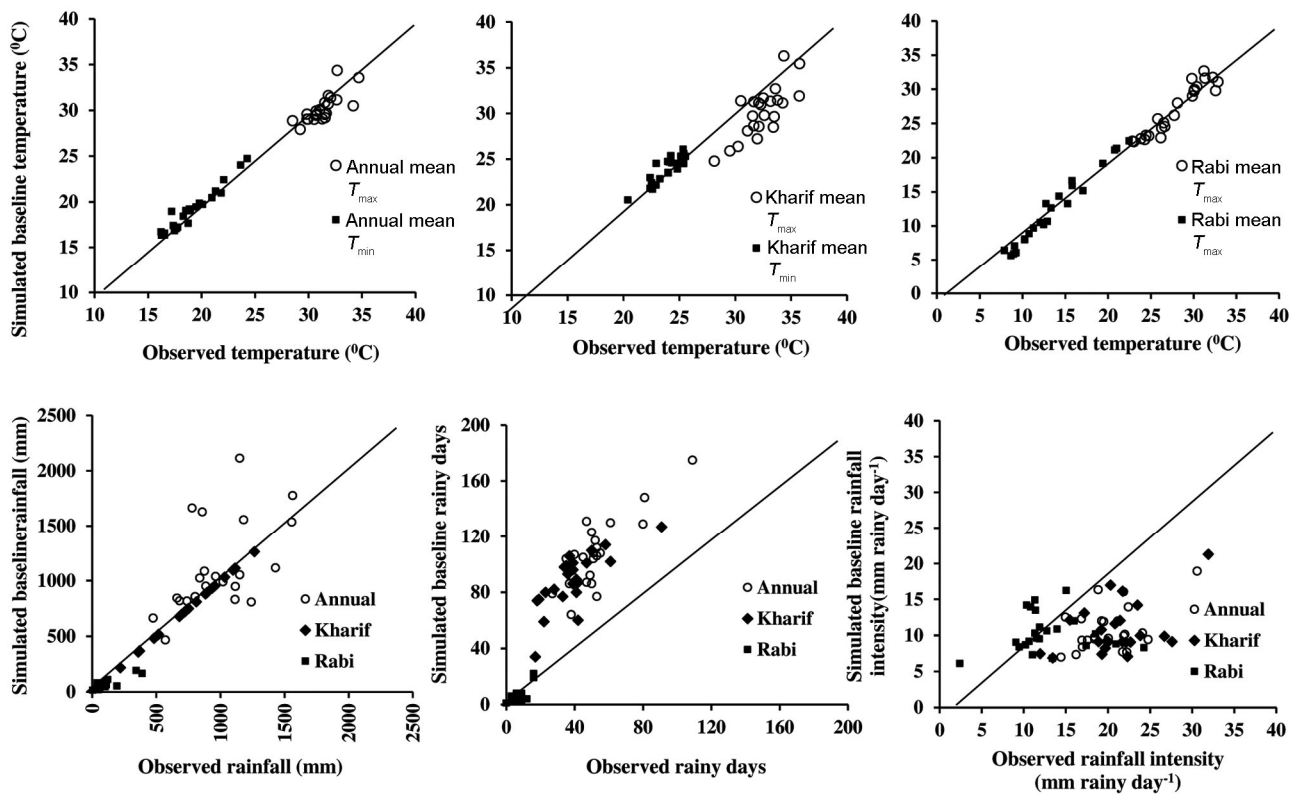 Simulated baseline temperature (⁰C)
40
35
30
25
20
15
10
10 15 20 25 30 35 40
Observed temperature (⁰C)
Annual mean
Tmax
Annual mean
Tmin
40
35
30
25
20
15
10
10 15 20 25 30 35 40
Observed temperature (⁰C)
Kharif mean
Tmax
Kharif mean
Tmin
40
35
30
25
20
15
10
5
0
0 5 10 15 20 25 30 35 40
Observed temperature (⁰C)
Rabi mean
Tmax
Rabi mean
Tmax
Simulated baselinerainfall (mm)
2500
2000
1500
1000
500
0
0 500 1000 1500 2000 2500
Observed rainfall (mm)
Annual
Kharif
Rabi
Simulated baseline rainy days
200
160
120
80
40
0
0 40 80 120 160 200
Observed rainy days
Annual
Kharif
Rabi
Simulated baseline rainfall
intensity(mm rainy day⁻¹)
40
35
30
25
20
15
10
5
0
0 5 10 15 20 25 30 35 40
Observed rainfall intensity
(mm rainy day⁻¹)
Annual
Kharif
Rabi